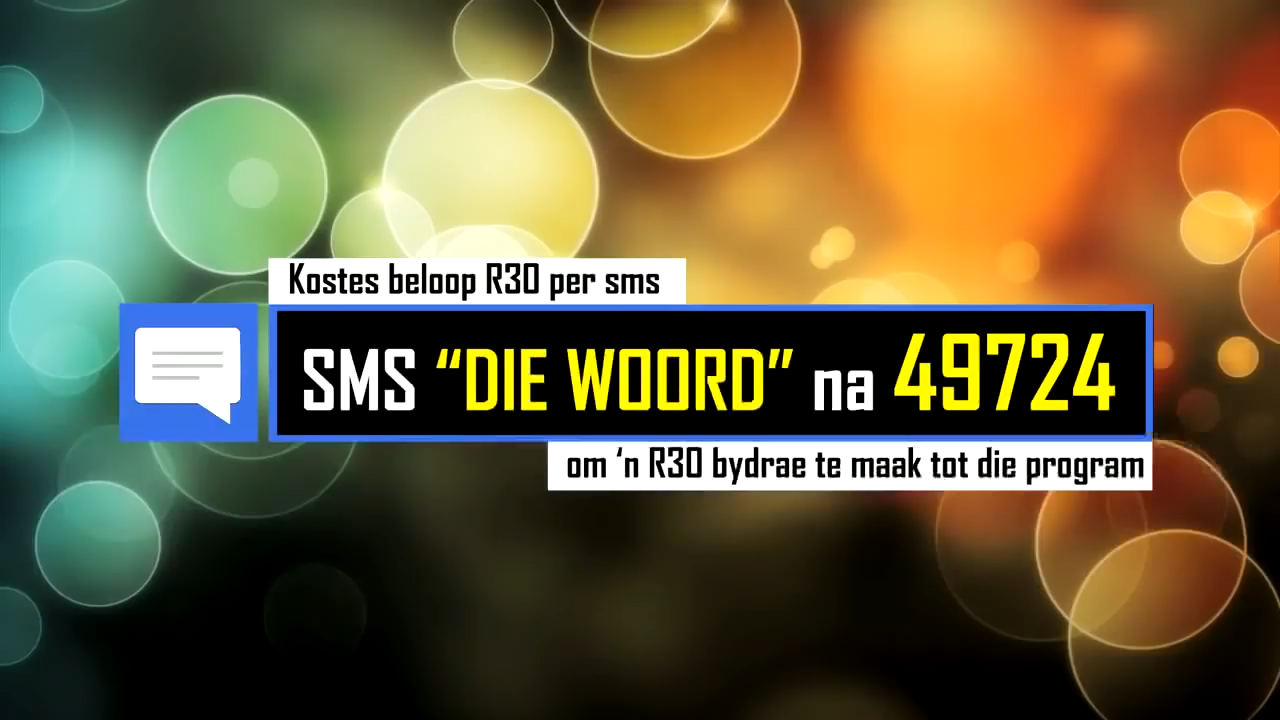 Kostes beloop R30 per sms
SMS “DIE WOORD” na 49724
om ‘n R30 bydrae te maak tot die program